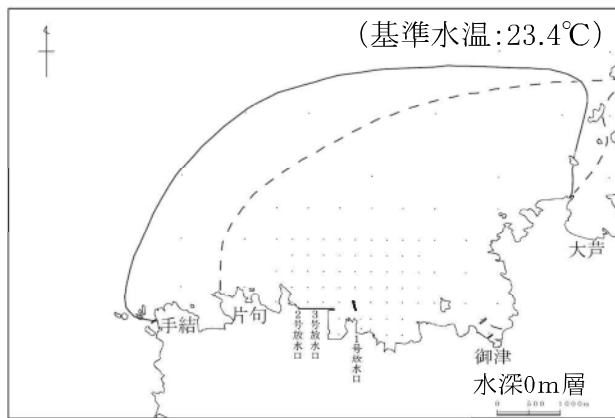 (基準水温:23.4℃)
大芦
手結
片句
2号放水口
3号放水口
1号放水口
御津
水深0m層
0 500 1000m